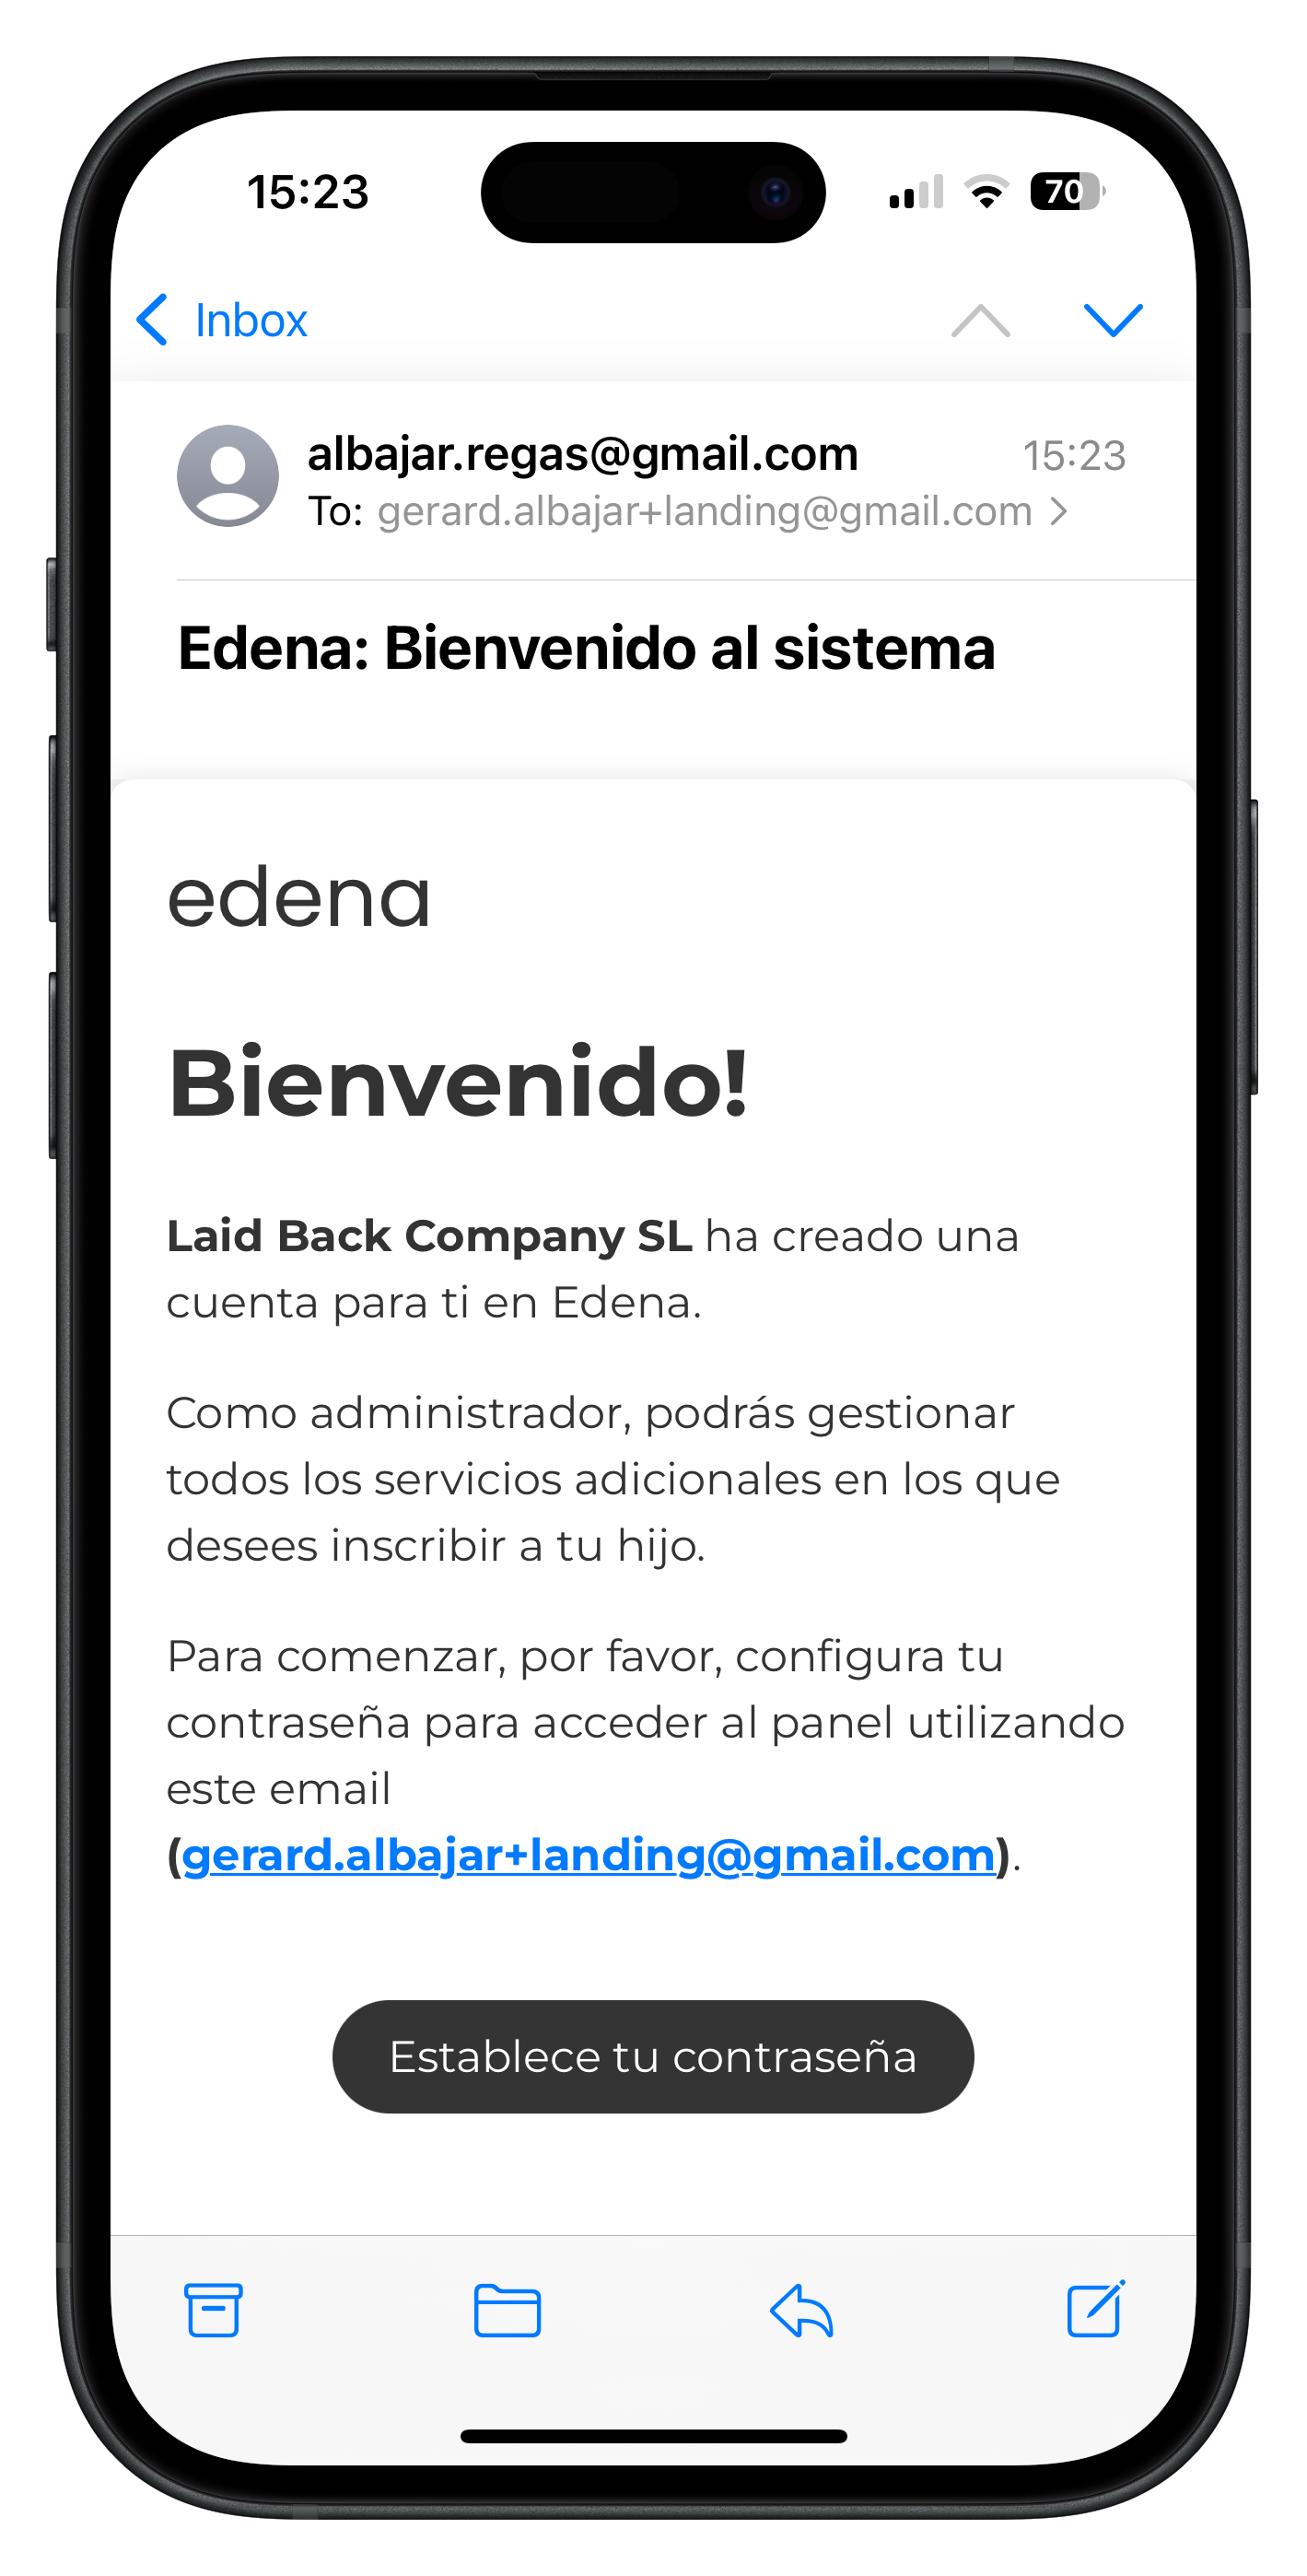 15:23
70
Inbox
albajar.regas@gmail.com 15:23
To: gerard.albajar+landing@gmail.com
Edena: Bienvenido al sistema
edena
Bienvenido!
Laid Back Company SL ha creado una
cuenta para ti en Edena.
Como administrador, podrás gestionar
todos los servicios adicionales en los que
desees inscribir a tu hijo.
Para comenzar, por favor, configura tu
contraseña para acceder al panel utilizando
este email
(gerard.albajar+landing@gmail.com).
Establece tu contraseña